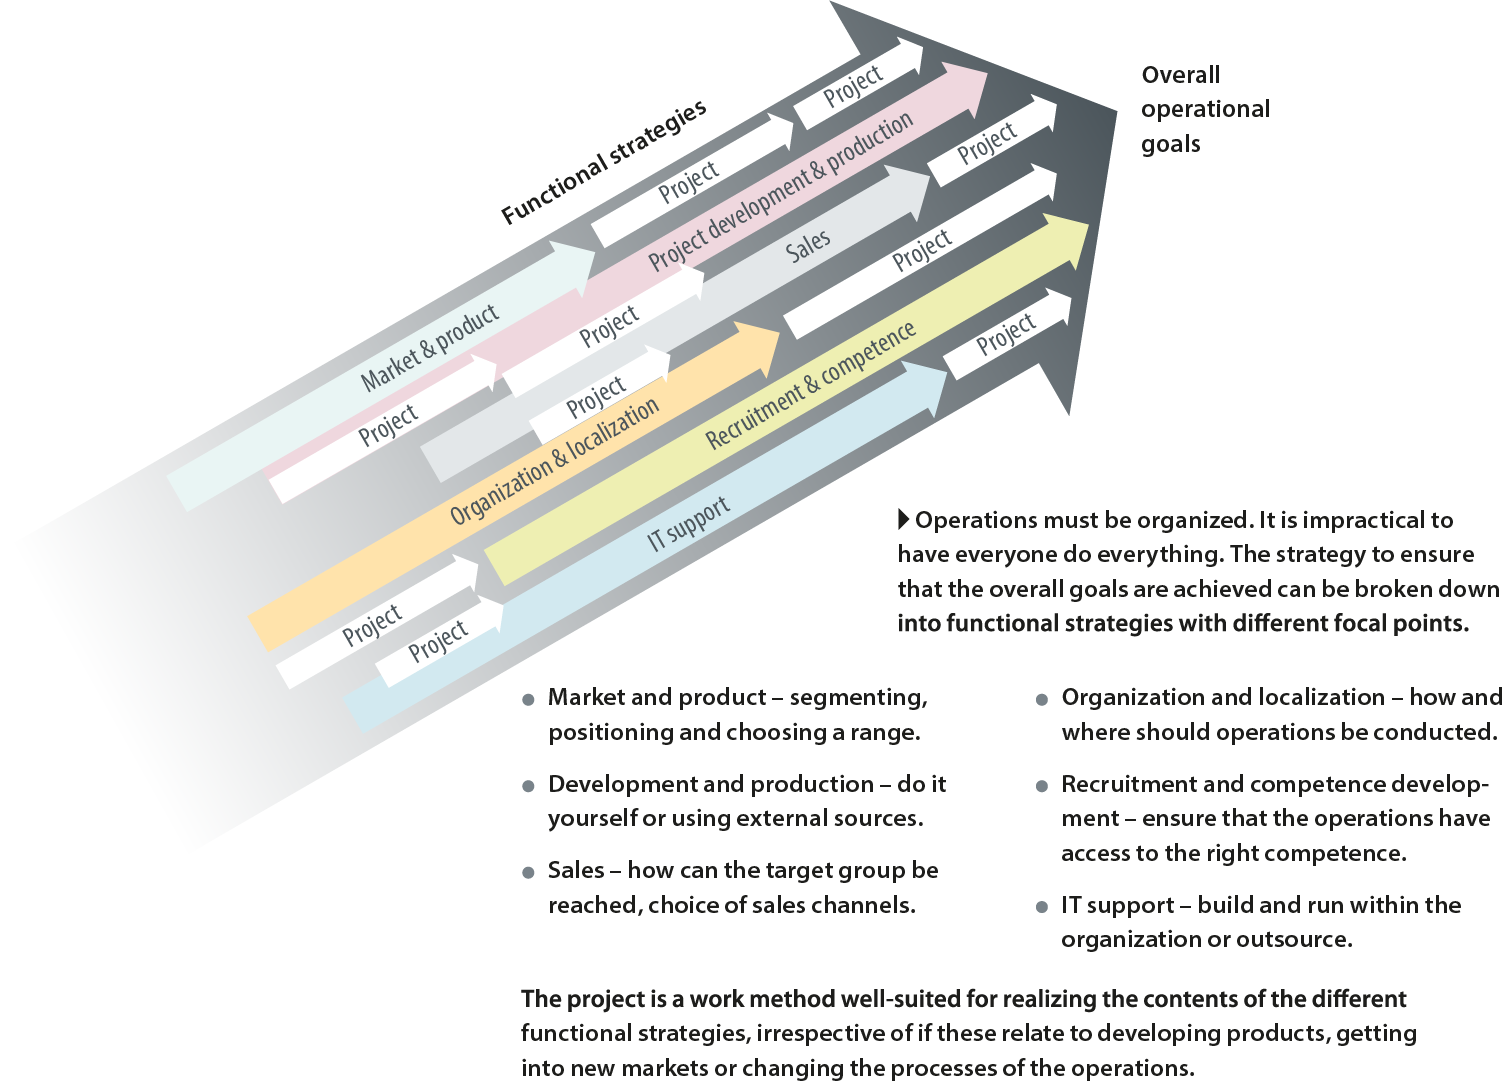 Overall
operational
goals
Functional strategies
Project
Project
Project development & production
Project
Sales
Project
Market & product
Project
Project
Project
Project
Recruitment & competence
Organization & localization
IT support
Project
Project
Operations must be organized. It is impractical to
have everyone do everything. The strategy to ensure
that the overall goals are achieved can be broken down
into functional strategies with different focal points.
• Market and product – segmenting,
positioning and choosing a range.
• Development and production – do it
yourself or using external sources.
• Sales – how can the target group be
reached, choice of sales channels.
• Organization and localization – how and
where should operations be conducted.
• Recruitment and competence develop-
ment – ensure that the operations have
access to the right competence.
• IT support – build and run within the
organization or outsource.
The project is a work method well-suited for realizing the contents of the different
functional strategies, irrespective of if these relate to developing products, getting
into new markets or changing the processes of the operations.